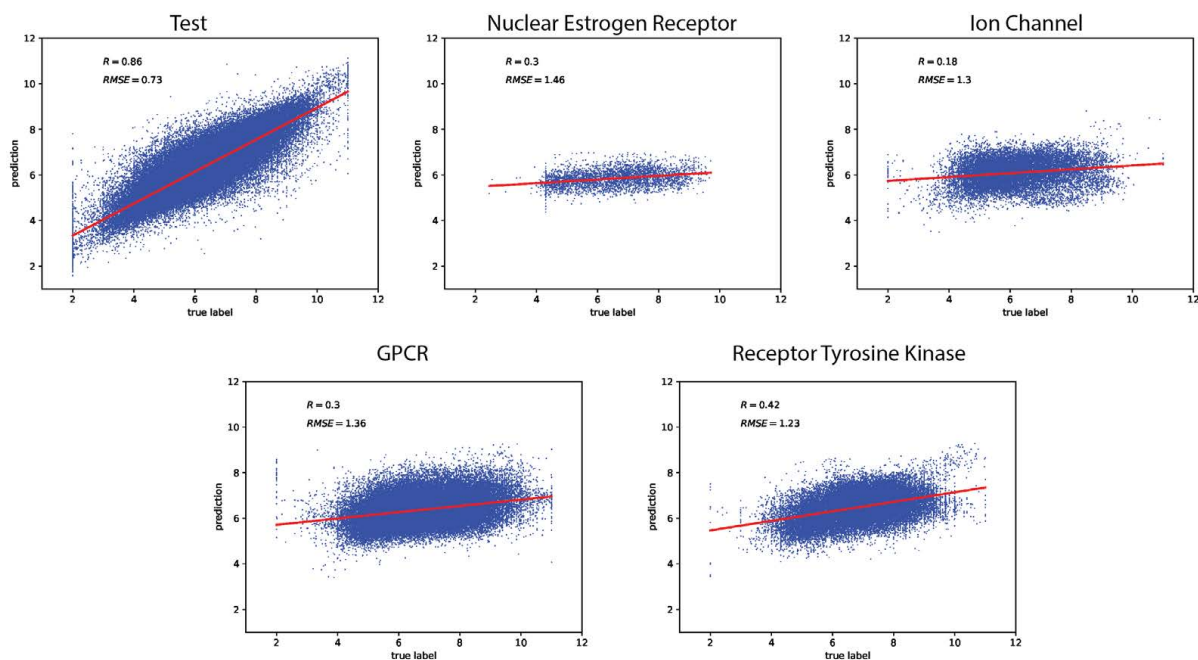 Test
Nuclear Estrogen Receptor
Ion Channel
12
10
8
6
4
2
prediction
R = 0.86
RMSE = 0.73
2 4 6 8 10 12
true label
12
10
8
6
4
2
prediction
R = 0.3
RMSE = 1.46
2 4 6 8 10 12
true label
12
10
8
6
4
2
prediction
R = 0.18
RMSE = 1.3
2 4 6 8 10 12
true label
GPCR
Receptor Tyrosine Kinase
12
10
8
6
4
2
prediction
R = 0.3
RMSE = 1.36
2 4 6 8 10 12
true label
12
10
8
6
4
2
prediction
R = 0.42
RMSE = 1.23
2 4 6 8 10 12
true label